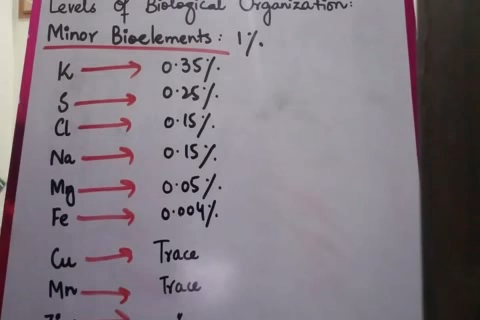 Levels of Biological Organization:
Minor Bioelements: 1%.
K → 0.35%.
S → 0.25%.
Cl → 0.15%.
Na → 0.15%.
Mg → 0.05%.
Fe → 0.004%.
Cu → Trace
Mn → Trace